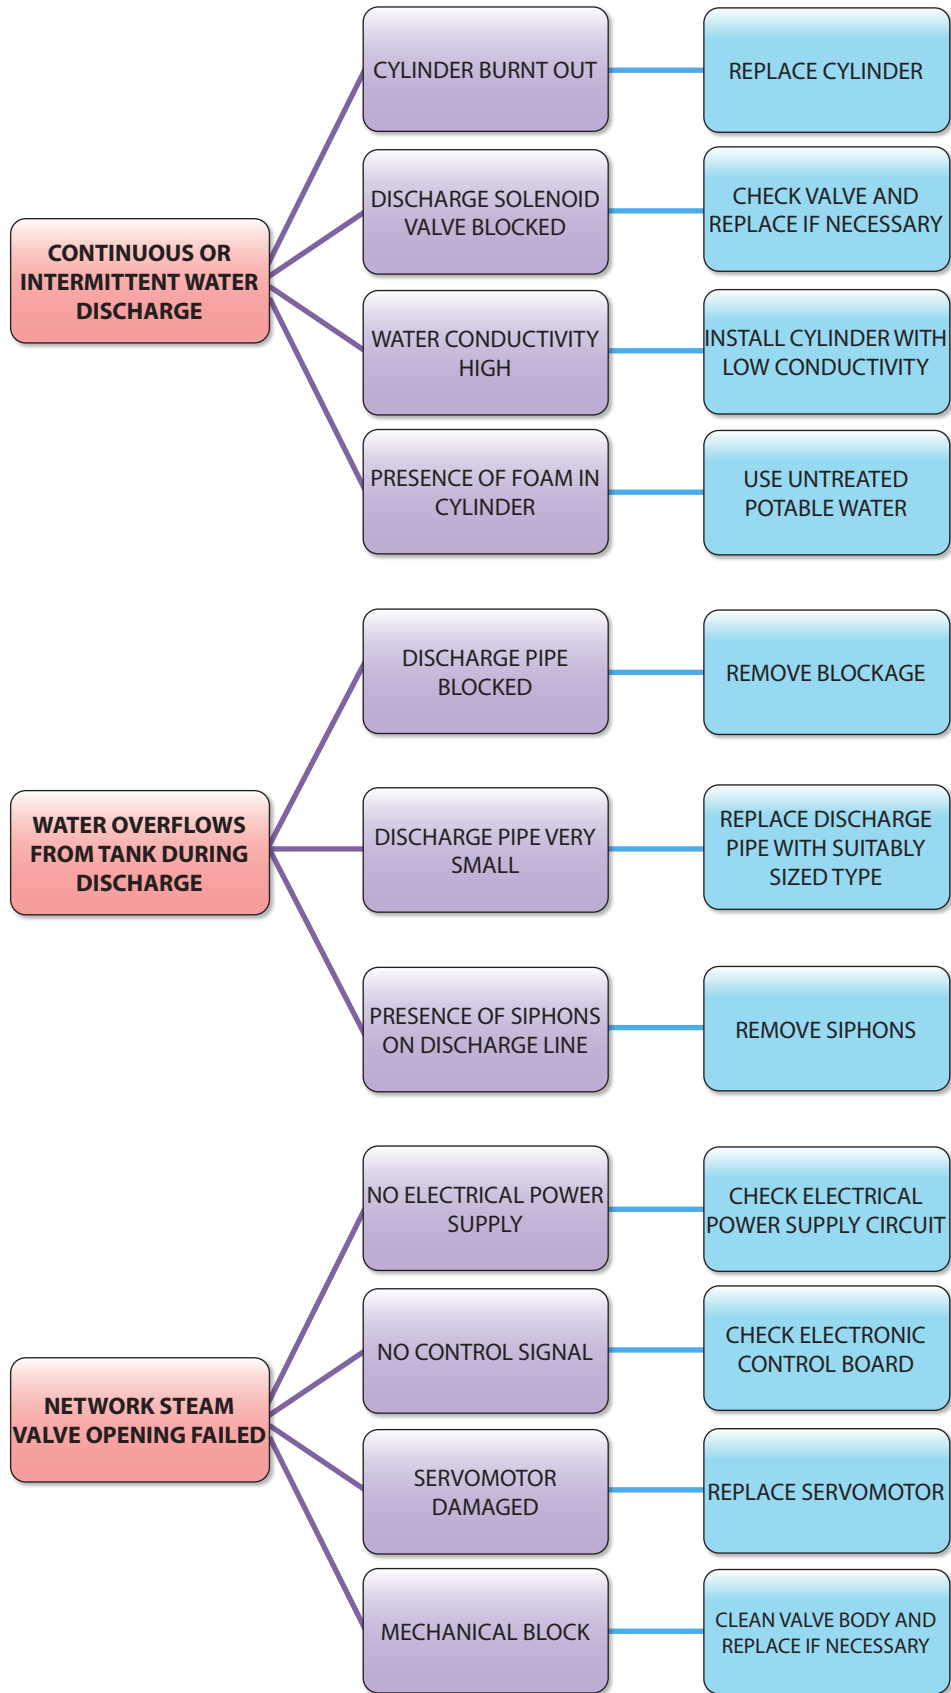 CYLINDER BURNT OUT
REPLACE CYLINDER
DISCHARGE SOLENOID
VALVE BLOCKED
CHECK VALVE AND
REPLACE IF NECESSARY
CONTINUOUS OR
INTERMITTENT WATER
DISCHARGE
WATER CONDUCTIVITY
HIGH
INSTALL CYLINDER WITH
LOW CONDUCTIVITY
PRESENCE OF FOAM IN
CYLINDER
USE UNTREATED
POTABLE WATER
DISCHARGE PIPE
BLOCKED
REMOVE BLOCKAGE
WATER OVERFLOWS
FROM TANK DURING
DISCHARGE
DISCHARGE PIPE VERY
SMALL
REPLACE DISCHARGE
PIPE WITH SUITABLY
SIZED TYPE
PRESENCE OF SIPHONS
ON DISCHARGE LINE
REMOVE SIPHONS
NO ELECTRICAL POWER
SUPPLY
CHECK ELECTRICAL
POWER SUPPLY CIRCUIT
NO CONTROL SIGNAL
CHECK ELECTRONIC
CONTROL BOARD
NETWORK STEAM
VALVE OPENING FAILED
SERVOMOTOR
DAMAGED
REPLACE SERVOMOTOR
MECHANICAL BLOCK
CLEAN VALVE BODY AND
REPLACE IF NECESSARY